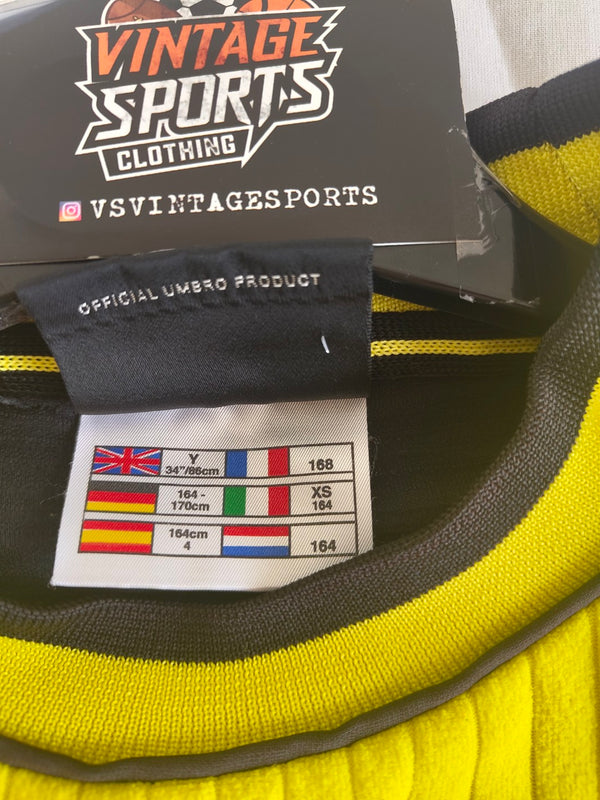 VINTAGE
SPORTS
CLOTHING
VSVINTAGESPORTS
OFFICIAL UMBRO PRODUCT
Y
34"/86cm
168
164 -
170cm
XS
164
164cm
4
164